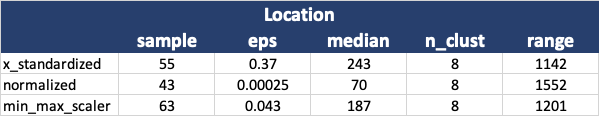 Location
sample eps median n_clust range
x_standardized 55 0.37 243 8 1142
normalized 43 0.00025 70 8 1552
min_max_scaler 63 0.043 187 8 1201